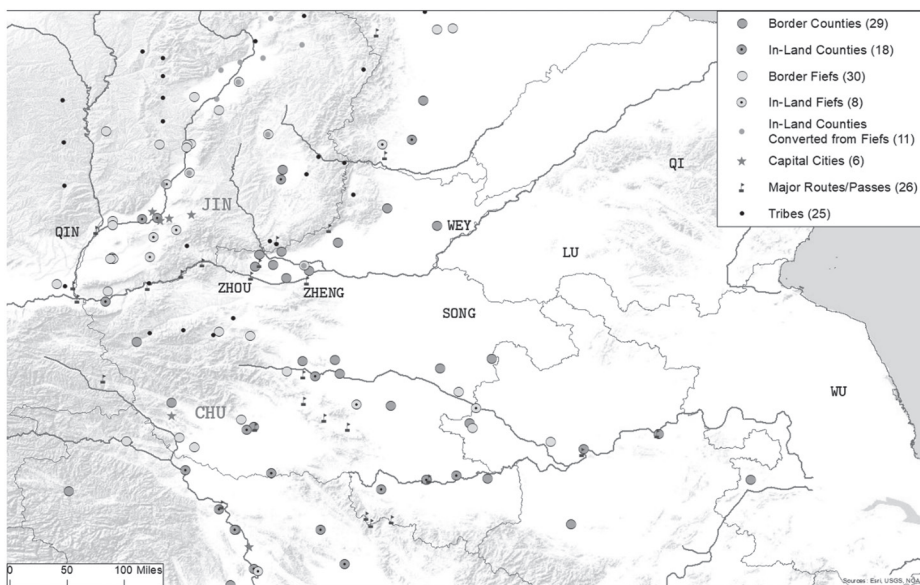 Border Counties (29)
In-Land Counties (18)
Border Fiefs (30)
In-Land Fiefs (8)
In-Land Counties
Converted from Fiefs (11)
Capital Cities (6)
Major Routes/Passes (26)
Tribes (25)
QI
JIN
QIN
WEY
LU
ZHOU
ZHENG
SONG
WU
CHU
0 50 100 Miles
Sources: Esri, USGS,